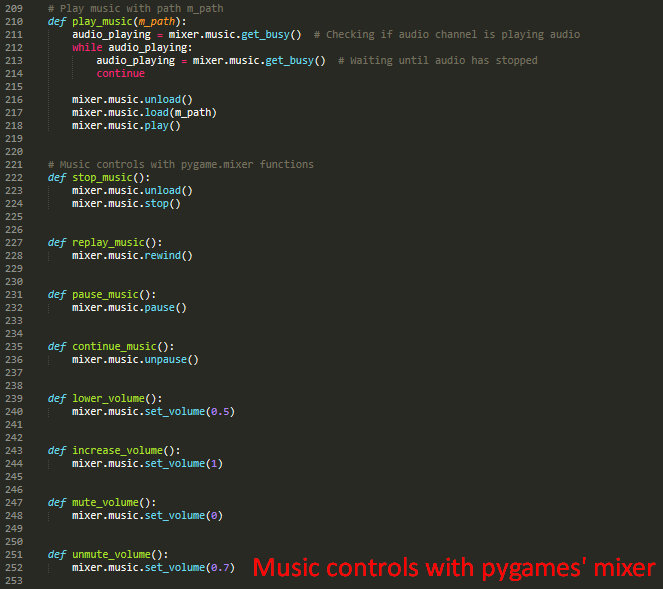 209 # Play music with path m_path
210 def play_music(m_path):
211 audio_playing = mixer.music.get_busy() # Checking if audio channel is playing audio
212 while audio_playing:
213 audio_playing = mixer.music.get_busy() # Waiting until audio has stopped
214 continue
215
216 mixer.music.unload()
217 mixer.music.load(m_path)
218 mixer.music.play()
219
220
221 # Music controls with pygame.mixer functions
222 def stop_music():
223 mixer.music.unload()
224 mixer.music.stop()
225
226
227 def replay_music():
228 mixer.music.rewind()
229
230
231 def pause_music():
232 mixer.music.pause()
233
234
235 def continue_music():
236 mixer.music.unpause()
237
238
239 def lower_volume():
240 mixer.music.set_volume(0.5)
241
242
243 def increase_volume():
244 mixer.music.set_volume(1)
245
246
247 def mute_volume():
248 mixer.music.set_volume(0)
249
250
251 def unmute_volume():
252 mixer.music.set_volume(0.7)
253
Music controls with pygames' mixer